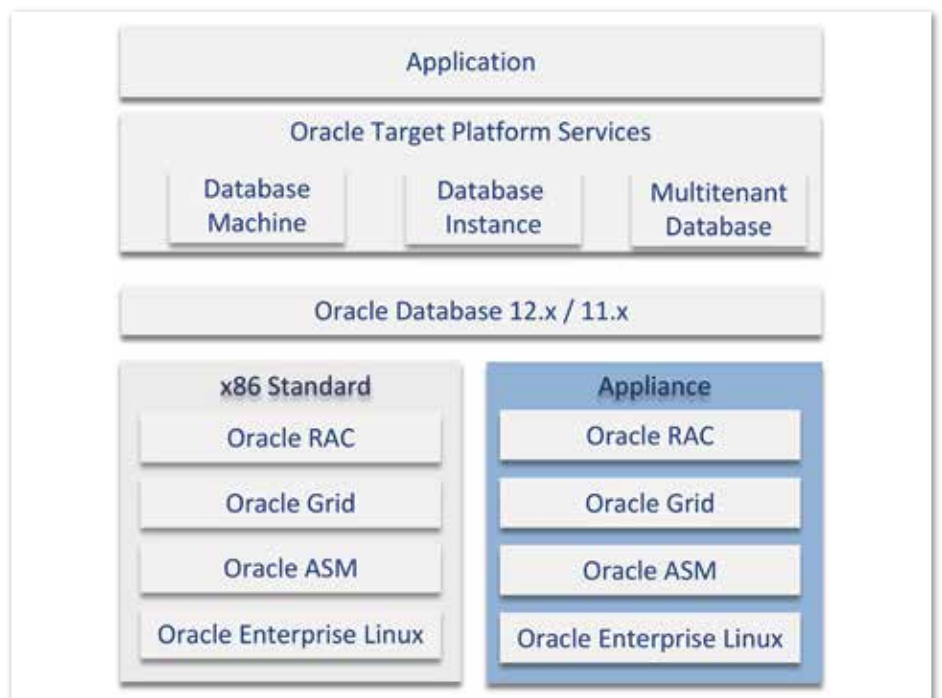 Application
Oracle Target Platform Services
Database
Machine
Database
Instance
Multitenant
Database
Oracle Database 12.x / 11.x
x86 Standard
Oracle RAC
Oracle Grid
Oracle ASM
Oracle Enterprise Linux
Appliance
Oracle RAC
Oracle Grid
Oracle ASM
Oracle Enterprise Linux